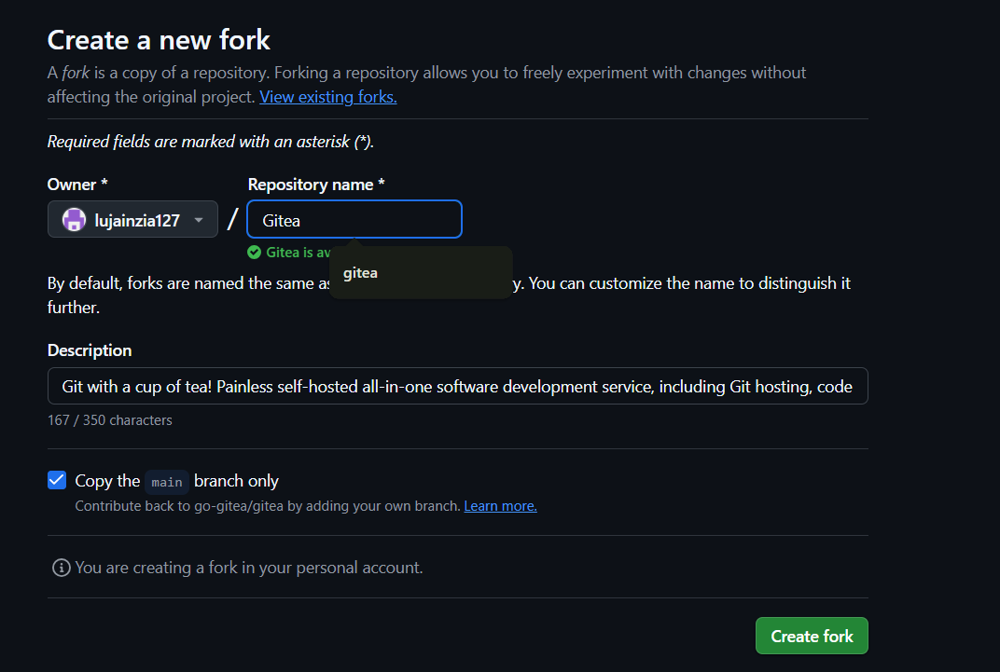 Create a new fork
A fork is a copy of a repository. Forking a repository allows you to freely experiment with changes without
affecting the original project. View existing forks.
Required fields are marked with an asterisk (*).
Owner *
Repository name *
lujainzia127
/
Gitea
Gitea is av
gitea
By default, forks are named the same as y. You can customize the name to distinguish it
further.
Description
Git with a cup of tea! Painless self-hosted all-in-one software development service, including Git hosting, code
167 / 350 characters
Copy the main branch only
Contribute back to go-gitea/gitea by adding your own branch. Learn more.
You are creating a fork in your personal account.
Create fork